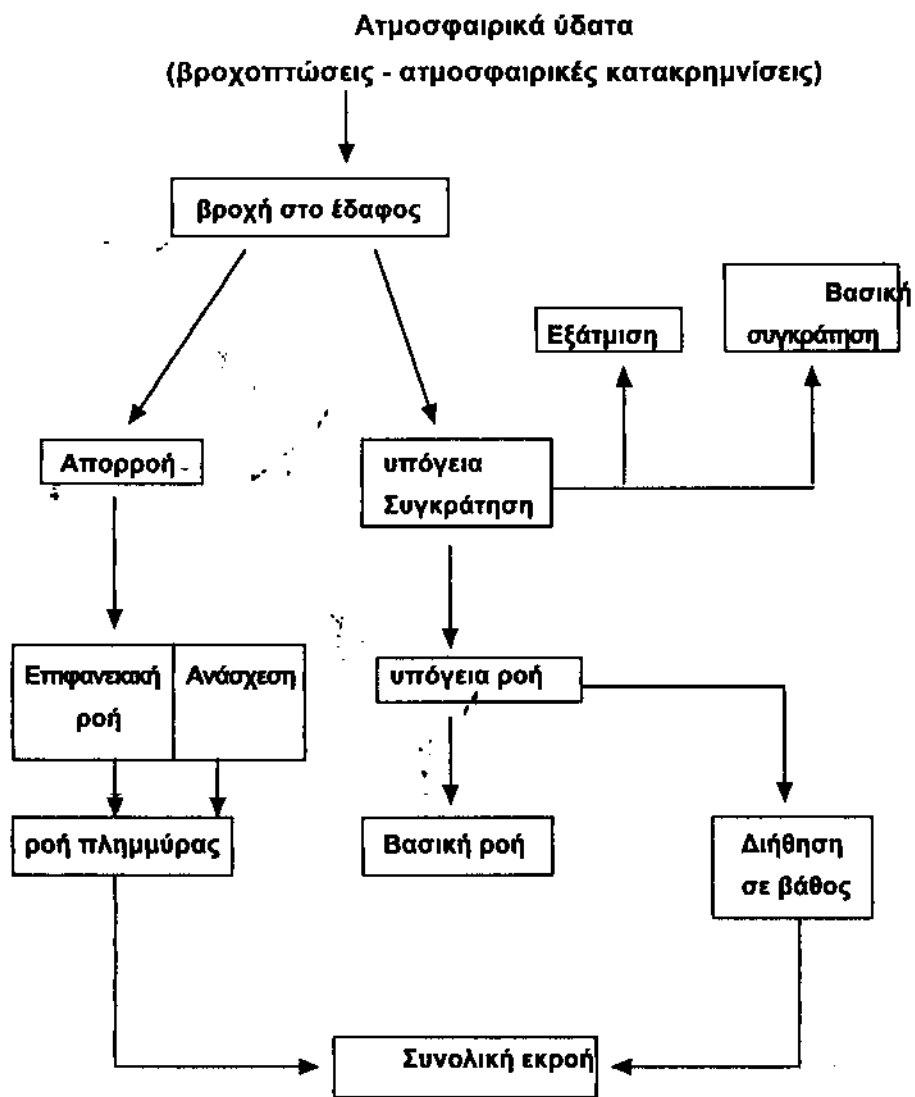 Ατμοσφαιρικά ύδατα
(βροχοπτώσεις - ατμοσφαιρικές κατακρημνίσεις)
βροχή στο έδαφος
Βασική
συγκράτηση
Εξάτμιση
Απορροή
υπόγεια
Συγκράτηση
Επιφανειακή
ροή
Ανάσχεση
υπόγεια ροή
ροή πλημμύρας
Βασική ροή
Διήθηση
σε βάθος
Συνολική εκροή